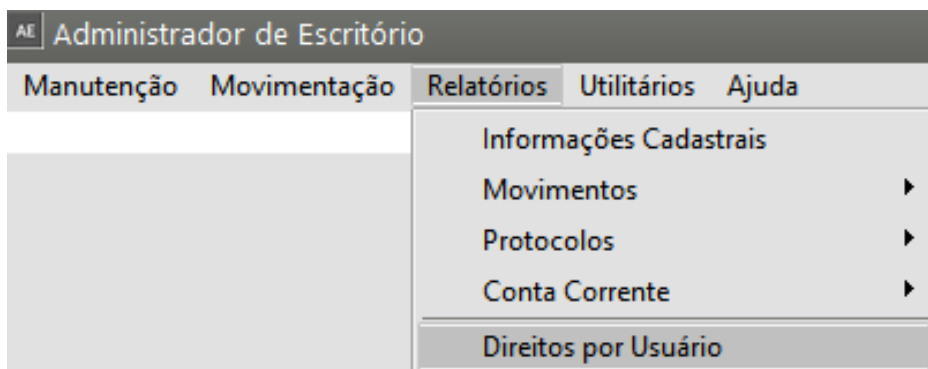 AE Administrador de Escritório
Manutenção Movimentação Relatórios Utilitários Ajuda
Informações Cadastrais
Movimentos
Protocolos
Conta Corrente
Direitos por Usuário